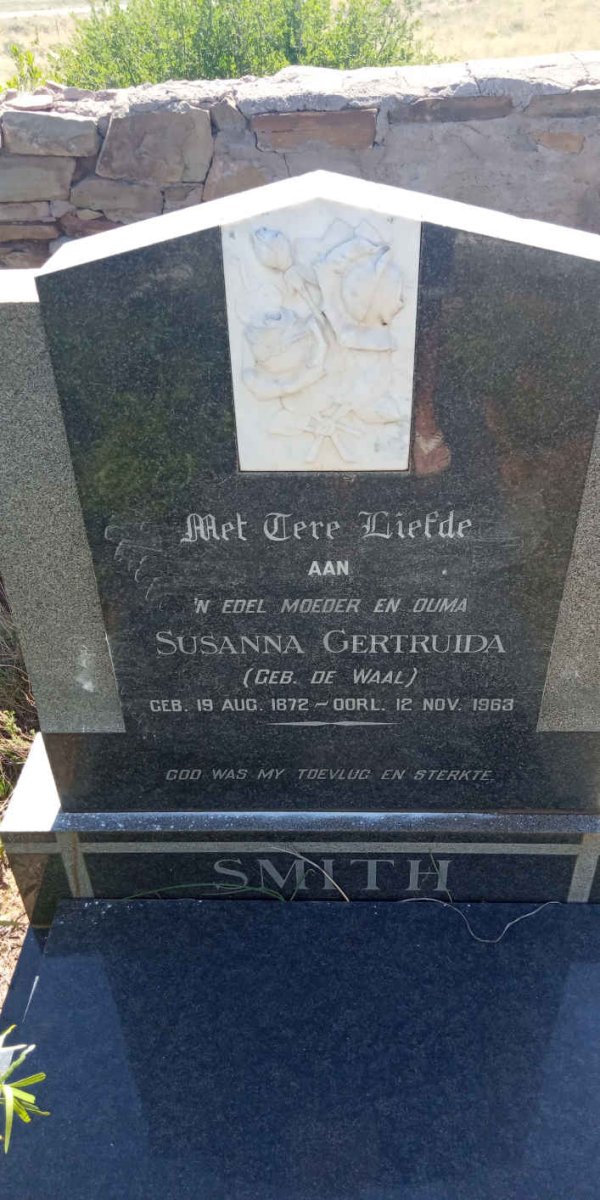 Met Tere Liefde
AAN
'N EDEL MOEDER EN OUMA
SUSANNA GERTRUIDA
(GEB. DE WAAL)
GEB. 19 AUG. 1872 – OORL. 12 NOV. 1963
GOD WAS MY TOEVLUG EN STERKTE.
SMITH